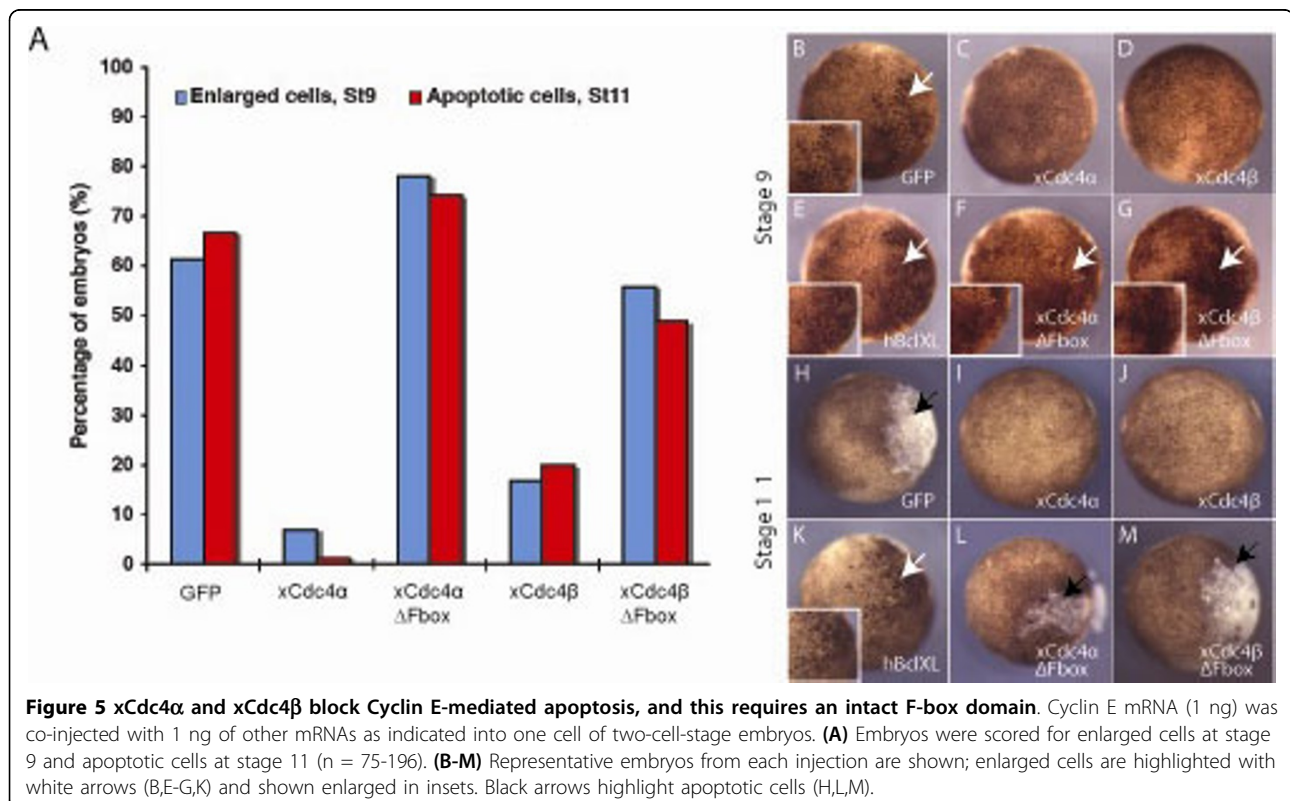 A
100
90
80
70
60
50
40
30
20
10
0
Percentage of embryos (%)
Enlarged cells, St9
Apoptotic cells, St11
GFP
xCdc4α
xCdc4α
ΔFbox
xCdc4β
xCdc4β
ΔFbox
Stage 9
B
GFP
C
xCdc4α
D
xCdc4β
E
hBclXL
F
xCdc4α
ΔFbox
G
xCdc4β
ΔFbox
Stage 1 1
H
GFP
I
xCdc4α
J
xCdc4β
K
hBclXL
L
xCdc4α
ΔFbox
M
xCdc4β
ΔFbox
Figure 5 xCdc4α and xCdc4β block Cyclin E-mediated apoptosis, and this requires an intact F-box domain. Cyclin E mRNA (1 ng) was
co-injected with 1 ng of other mRNAs as indicated into one cell of two-cell-stage embryos. (A) Embryos were scored for enlarged cells at stage
9 and apoptotic cells at stage 11 (n = 75-196). (B-M) Representative embryos from each injection are shown; enlarged cells are highlighted with
white arrows (B,E-G,K) and shown enlarged in insets. Black arrows highlight apoptotic cells (H,L,M).